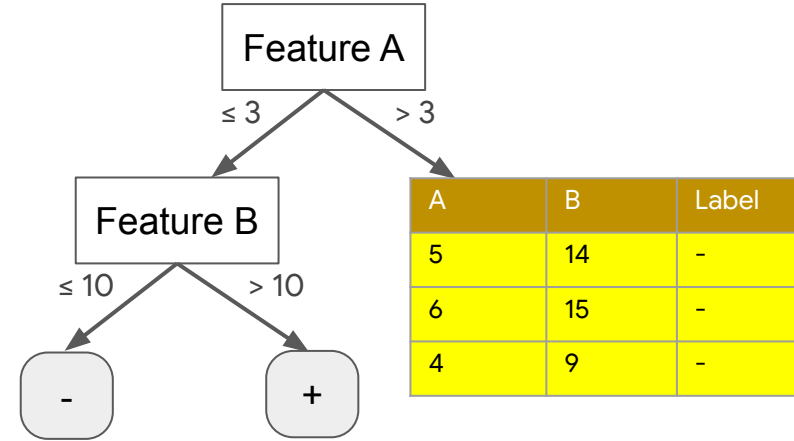 Feature A
≤ 3
> 3
A B Label
Feature B
5 14 -
≤ 10 > 10
6 15 -
4 9 -
- +